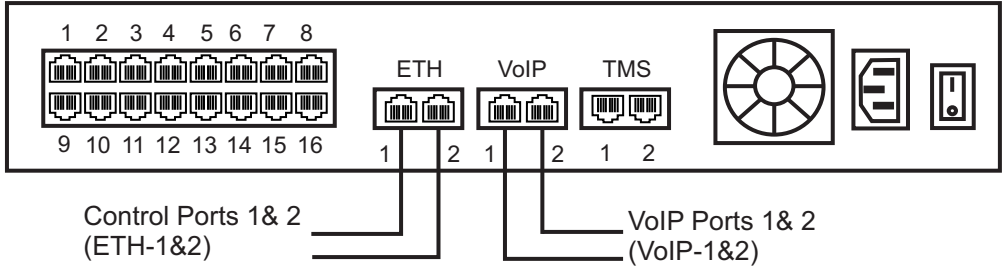 1 2 3 4 5 6 7 8
ETH VoIP TMS
9 10 11 12 13 14 15 16
1 2 1 2 1 2
Control Ports 1& 2
(ETH-1&2)
VoIP Ports 1& 2
(VoIP-1&2)